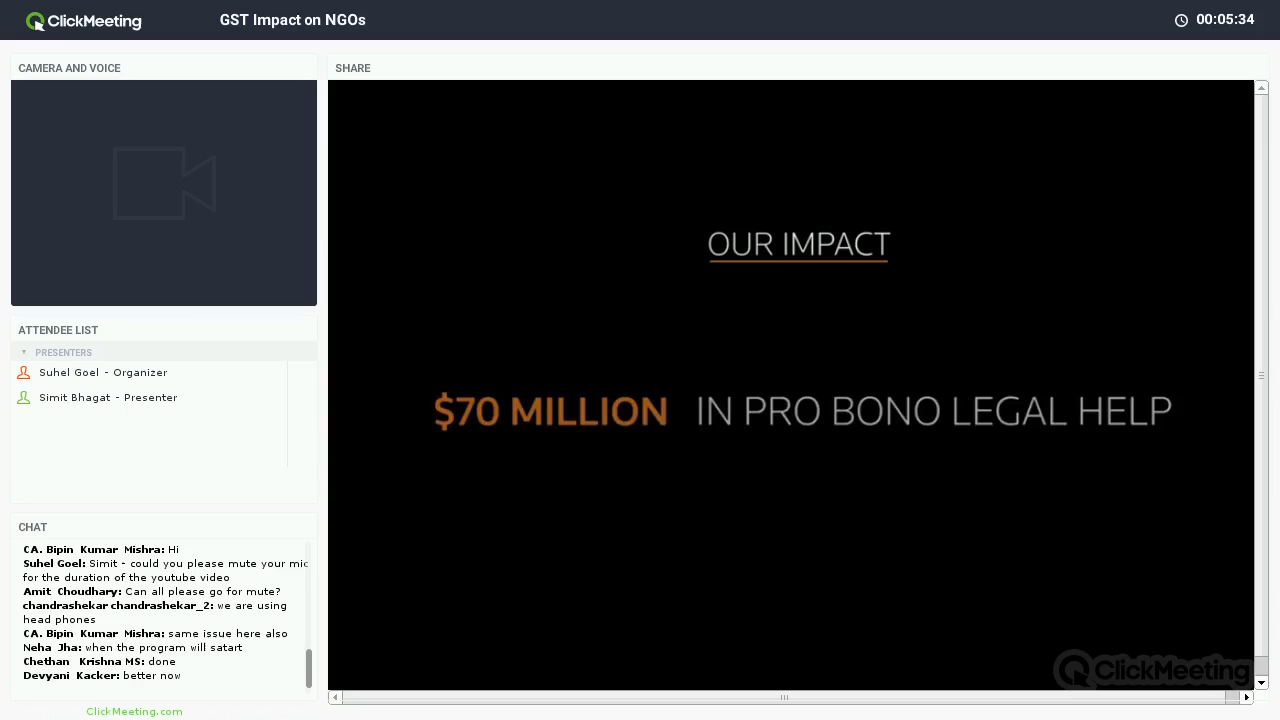 ClickMeeting
GST Impact on NGOs
00:05:34
CAMERA AND VOICE
SHARE
OUR IMPACT
$70 MILLION IN PRO BONO LEGAL HELP
ATTENDEE LIST
PRESENTERS
Suhel Goel - Organizer
Simit Bhagat - Presenter
CHAT
CA. Bipin Kumar Mishra: Hi
Suhel Goel: Simit - could you please mute your mic
for the duration of the youtube video
Amit Choudhary: Can all please go for mute?
chandrashekar chandrashekar_2: we are using
head phones
CA. Bipin Kumar Mishra: same issue here also
Neha Jha: when the program will satart
Chethan Krishna MS: done
Devyani Kacker: better now
ClickMeeting
ClickMeeting.com